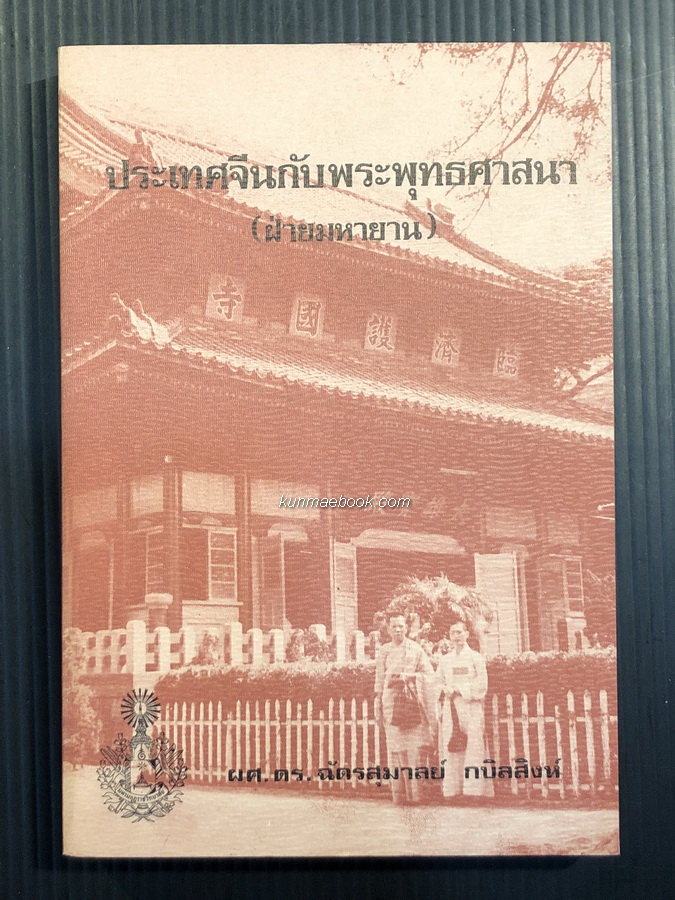 ประเทศจีนกับพระพุทธศาสนา
(ฝ่ายมหายาน)
寺國護濟臨
kunmaebook.com
ผศ.ดร.ฉัตรสุมาลย์ กบิลสิงห์